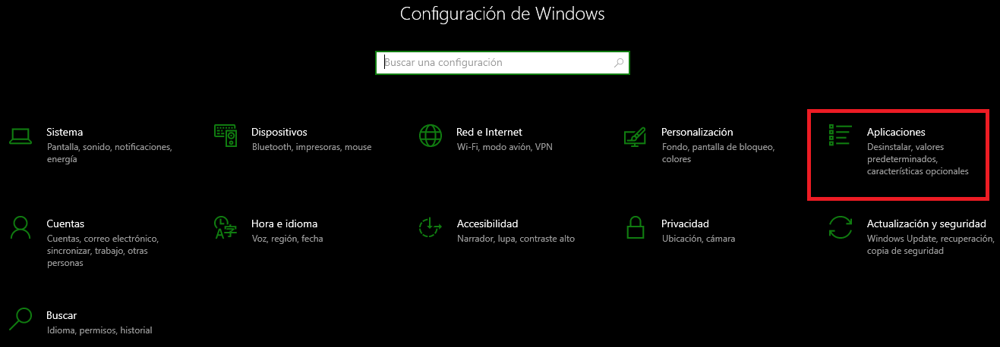 Configuración de Windows
Buscar una configuración
Sistema
Pantalla, sonido, notificaciones,
energía
Dispositivos
Bluetooth, impresoras, mouse
Red e Internet
Wi-Fi, modo avión, VPN
Personalización
Fondo, pantalla de bloqueo,
colores
Aplicaciones
Desinstalar, valores
predeterminados,
características opcionales
Cuentas
Cuentas, correo electrónico,
sincronizar, trabajo, otras
personas
Hora e idioma
Voz, región, fecha
Accesibilidad
Narrador, lupa, contraste alto
Privacidad
Ubicación, cámara
Actualización y seguridad
Windows Update, recuperación,
copia de seguridad
Buscar
Idioma, permisos, historial